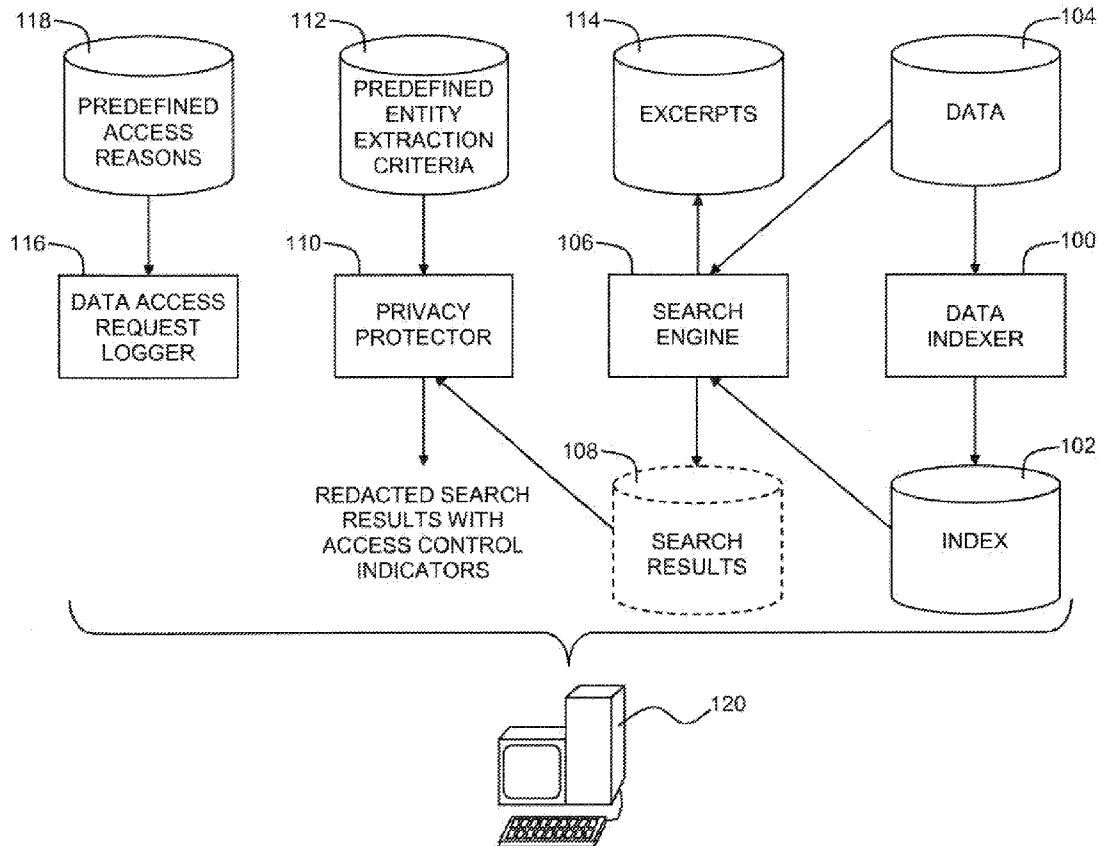 118
112
114
104
PREDEFINED
ACCESS
REASONS
PREDEFINED
ENTITY
EXTRACTION
CRITERIA
EXCERPTS
DATA
116
110
106
100
DATA ACCESS
REQUEST
LOGGER
PRIVACY
PROTECTOR
SEARCH
ENGINE
DATA
INDEXER
108
102
REDACTED SEARCH
RESULTS WITH
ACCESS CONTROL
INDICATORS
SEARCH
RESULTS
INDEX
120